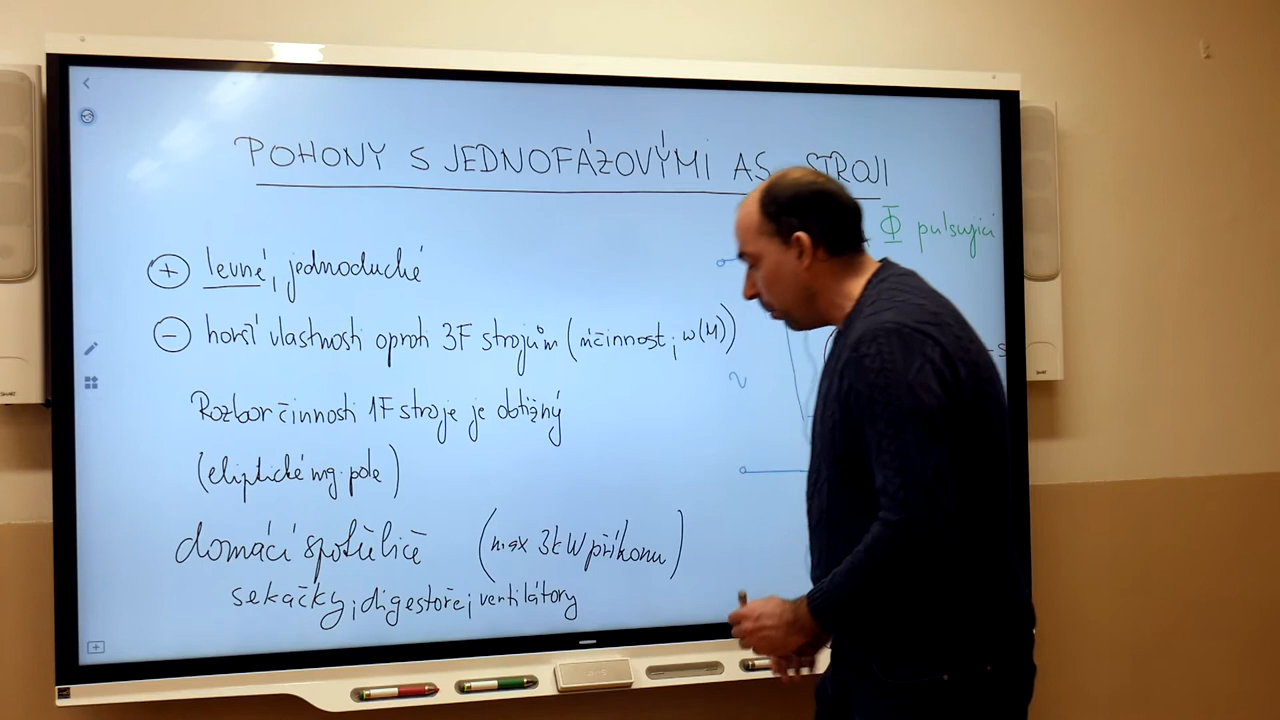 POHONY S JEDNOFÁZOVÝMI AS. STROJI
Φ pulsující
⊕ levné, jednoduché
⊖ horší vlastnosti oproti 3F strojům (účinnost, ω(M))
Rozbor činnosti 1F stroje je obtížný
(eliptické mg. pole)
domácí spotřebiče (max 3kW příkonu)
sekačky, digestoře, ventilátory